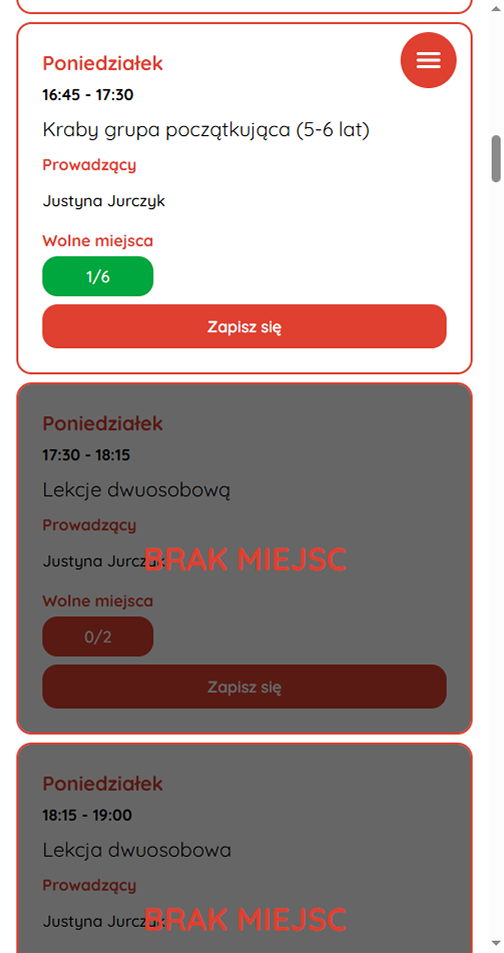 Poniedziałek
16:45 - 17:30
Kraby grupa początkująca (5-6 lat)
Prowadzący
Justyna Jurczyk
Wolne miejsca
1/6
Zapisz się
Poniedziałek
17:30 - 18:15
Lekcje dwuosobową
Prowadzący
Justyna Jurczyk
BRAK MIEJSC
Wolne miejsca
0/2
Zapisz się
Poniedziałek
18:15 - 19:00
Lekcja dwuosobowa
Prowadzący
Justyna Jurczyk
BRAK MIEJSC